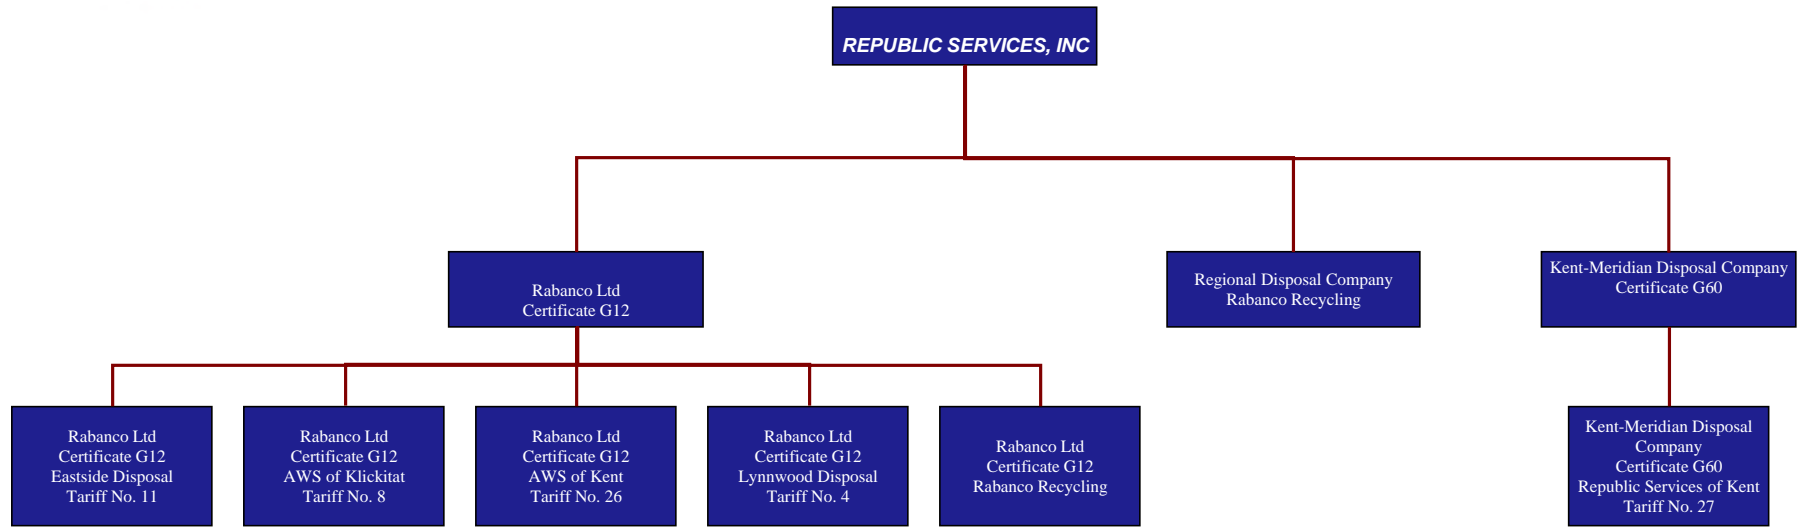 REPUBLIC SERVICES, INC
Rabanco Ltd
Certificate G12
Regional Disposal Company
Rabanco Recycling
Kent-Meridian Disposal Company
Certificate G60
Rabanco Ltd
Certificate G12
Eastside Disposal
Tariff No. 11
Rabanco Ltd
Certificate G12
AWS of Klickitat
Tariff No. 8
Rabanco Ltd
Certificate G12
AWS of Kent
Tariff No. 26
Rabanco Ltd
Certificate G12
Lynnwood Disposal
Tariff No. 4
Rabanco Ltd
Certificate G12
Rabanco Recycling
Kent-Meridian Disposal
Company
Certificate G60
Republic Services of Kent
Tariff No. 27